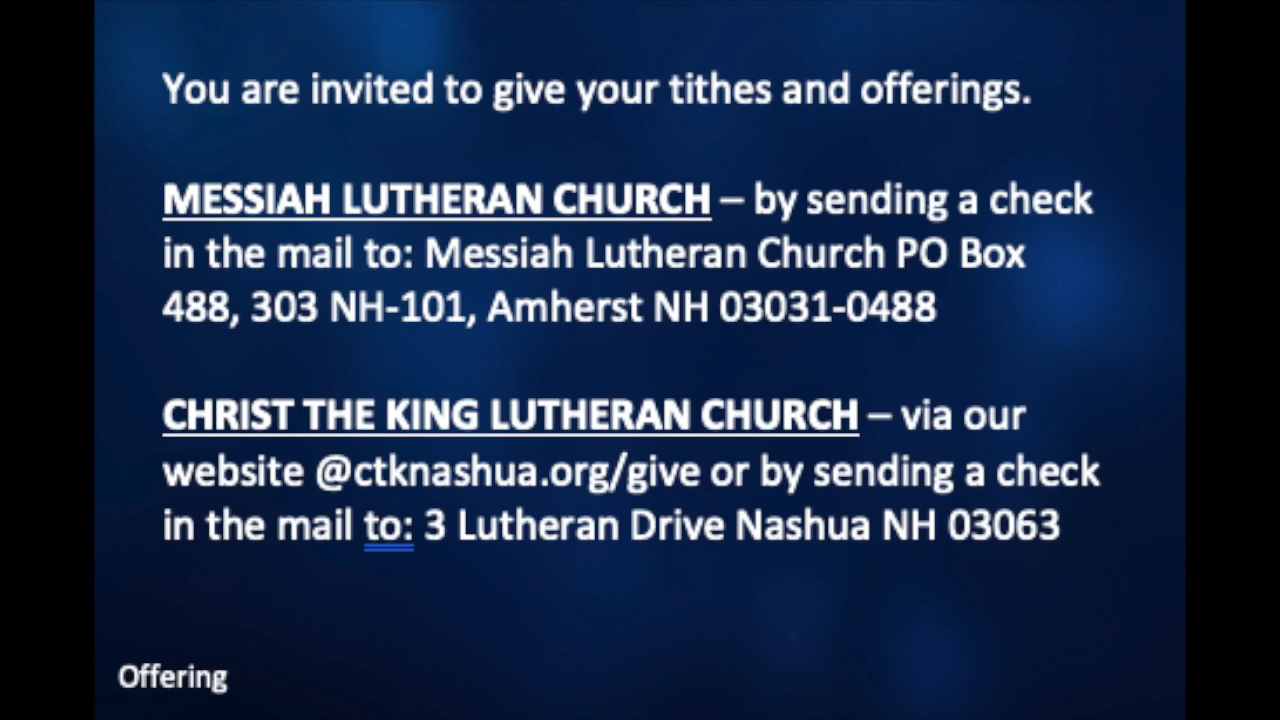 You are invited to give your tithes and offerings.
MESSIAH LUTHERAN CHURCH – by sending a check
in the mail to: Messiah Lutheran Church PO Box
488, 303 NH-101, Amherst NH 03031-0488
CHRIST THE KING LUTHERAN CHURCH – via our
website @ctknashua.org/give or by sending a check
in the mail to: 3 Lutheran Drive Nashua NH 03063
Offering